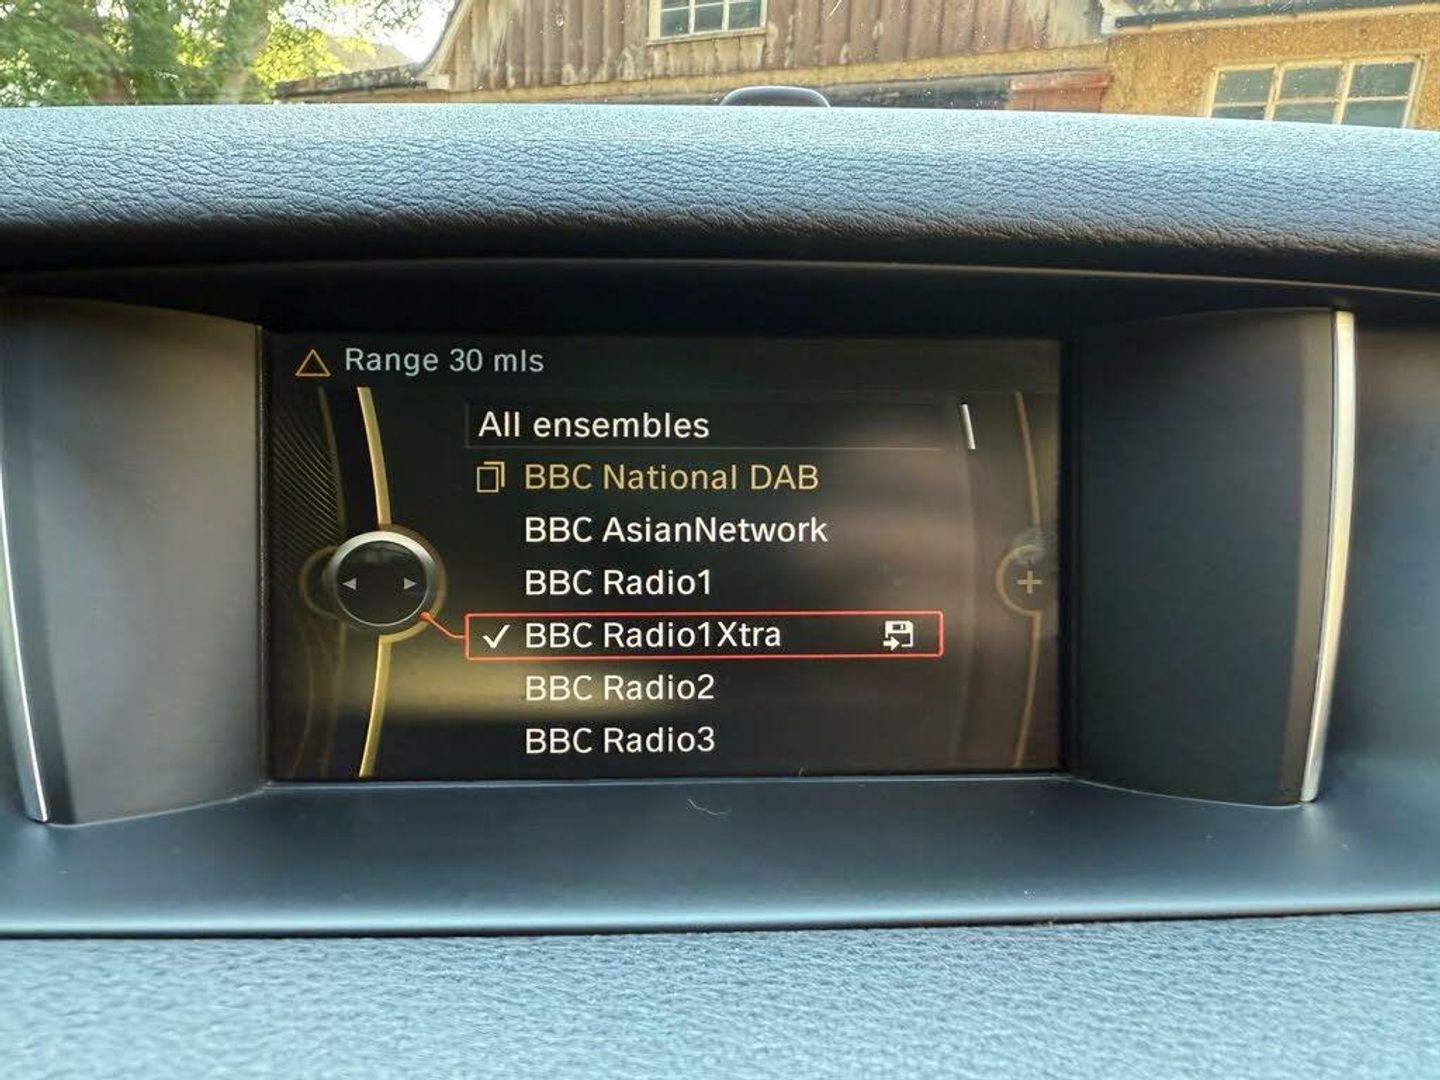 Range 30 mls
All ensembles
BBC National DAB
BBC AsianNetwork
BBC Radio1
BBC Radio1Xtra
BBC Radio2
BBC Radio3